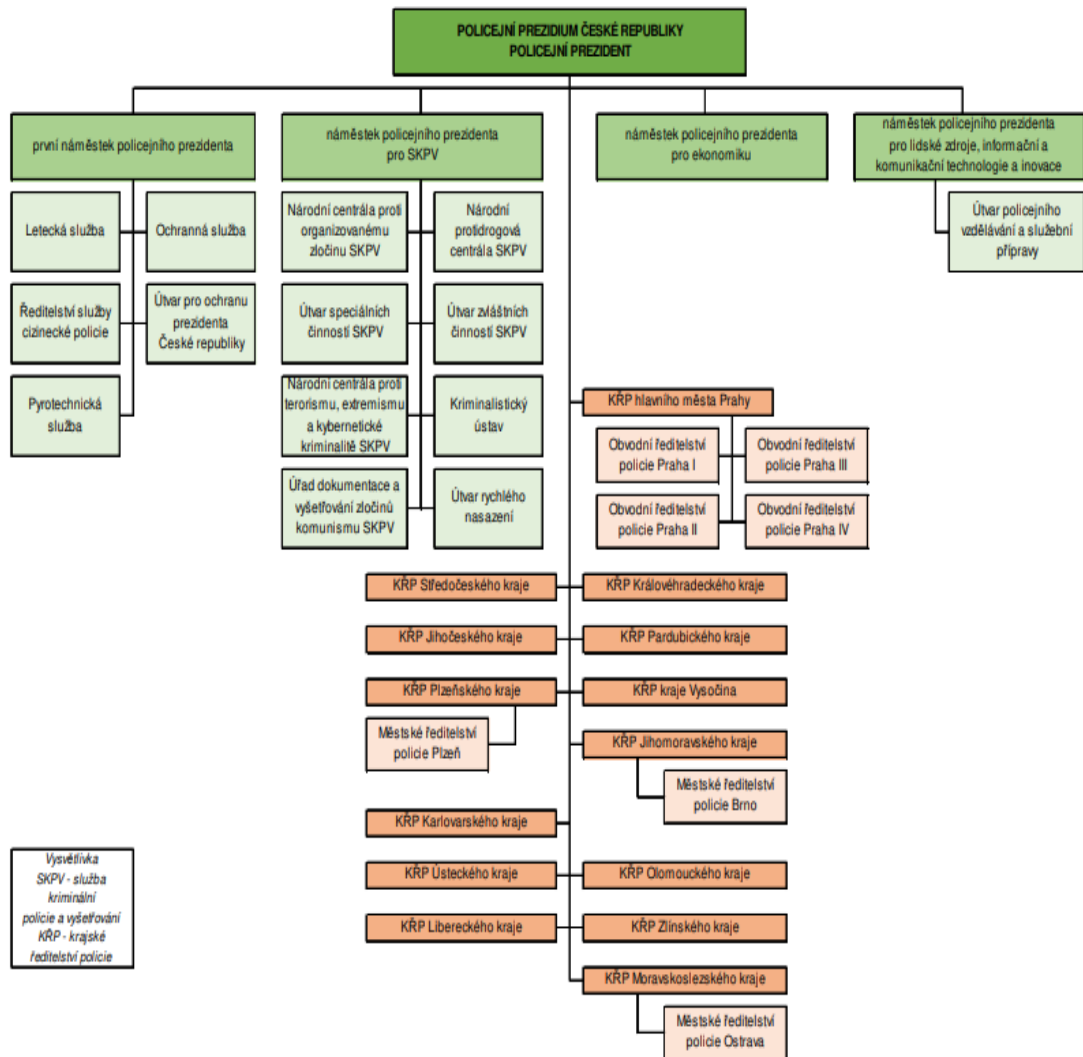 POLICEJNÍ PREZIDIUM ČESKÉ REPUBLIKY
POLICEJNÍ PREZIDENT
první náměstek policejního prezidenta
náměstek policejního prezidenta
pro SKPV
náměstek policejního prezidenta
pro ekonomiku
náměstek policejního prezidenta
pro lidské zdroje, informační a
komunikační technologie a inovace
Letecká služba
Ochranná služba
Národní centrála proti
organizovanému
zločinu SKPV
Národní
protidrogová
centrála SKPV
Útvar policejního
vzdělávání a služební
přípravy
Ředitelství služby
cizinecké policie
Útvar pro ochranu
prezidenta
České republiky
Útvar speciálních
činností SKPV
Útvar zvláštních
činností SKPV
Pyrotechnická
služba
Národní centrála proti
terorismu, extremismu
a kybernetické
kriminalitě SKPV
Kriminalistický
ústav
Úřad dokumentace a
vyšetřování zločinů
komunismu SKPV
Útvar rychlého
nasazení
KŘP hlavního města Prahy
Obvodní ředitelství
policie Praha I
Obvodní ředitelství
policie Praha III
Obvodní ředitelství
policie Praha II
Obvodní ředitelství
policie Praha IV
KŘP Středočeského kraje
KŘP Královéhradeckého kraje
KŘP Jihočeského kraje
KŘP Pardubického kraje
KŘP Plzeňského kraje
KŘP kraje Vysočina
Městské ředitelství
policie Plzeň
KŘP Jihomoravského kraje
Městské ředitelství
policie Brno
KŘP Karlovarského kraje
KŘP Ústeckého kraje
KŘP Olomouckého kraje
KŘP Libereckého kraje
KŘP Zlínského kraje
KŘP Moravskoslezského kraje
Městské ředitelství
policie Ostrava
Vysvětlívka
SKPV - služba
kriminální
policie a vyšetřování
KŘP - krajské
ředitelství policie